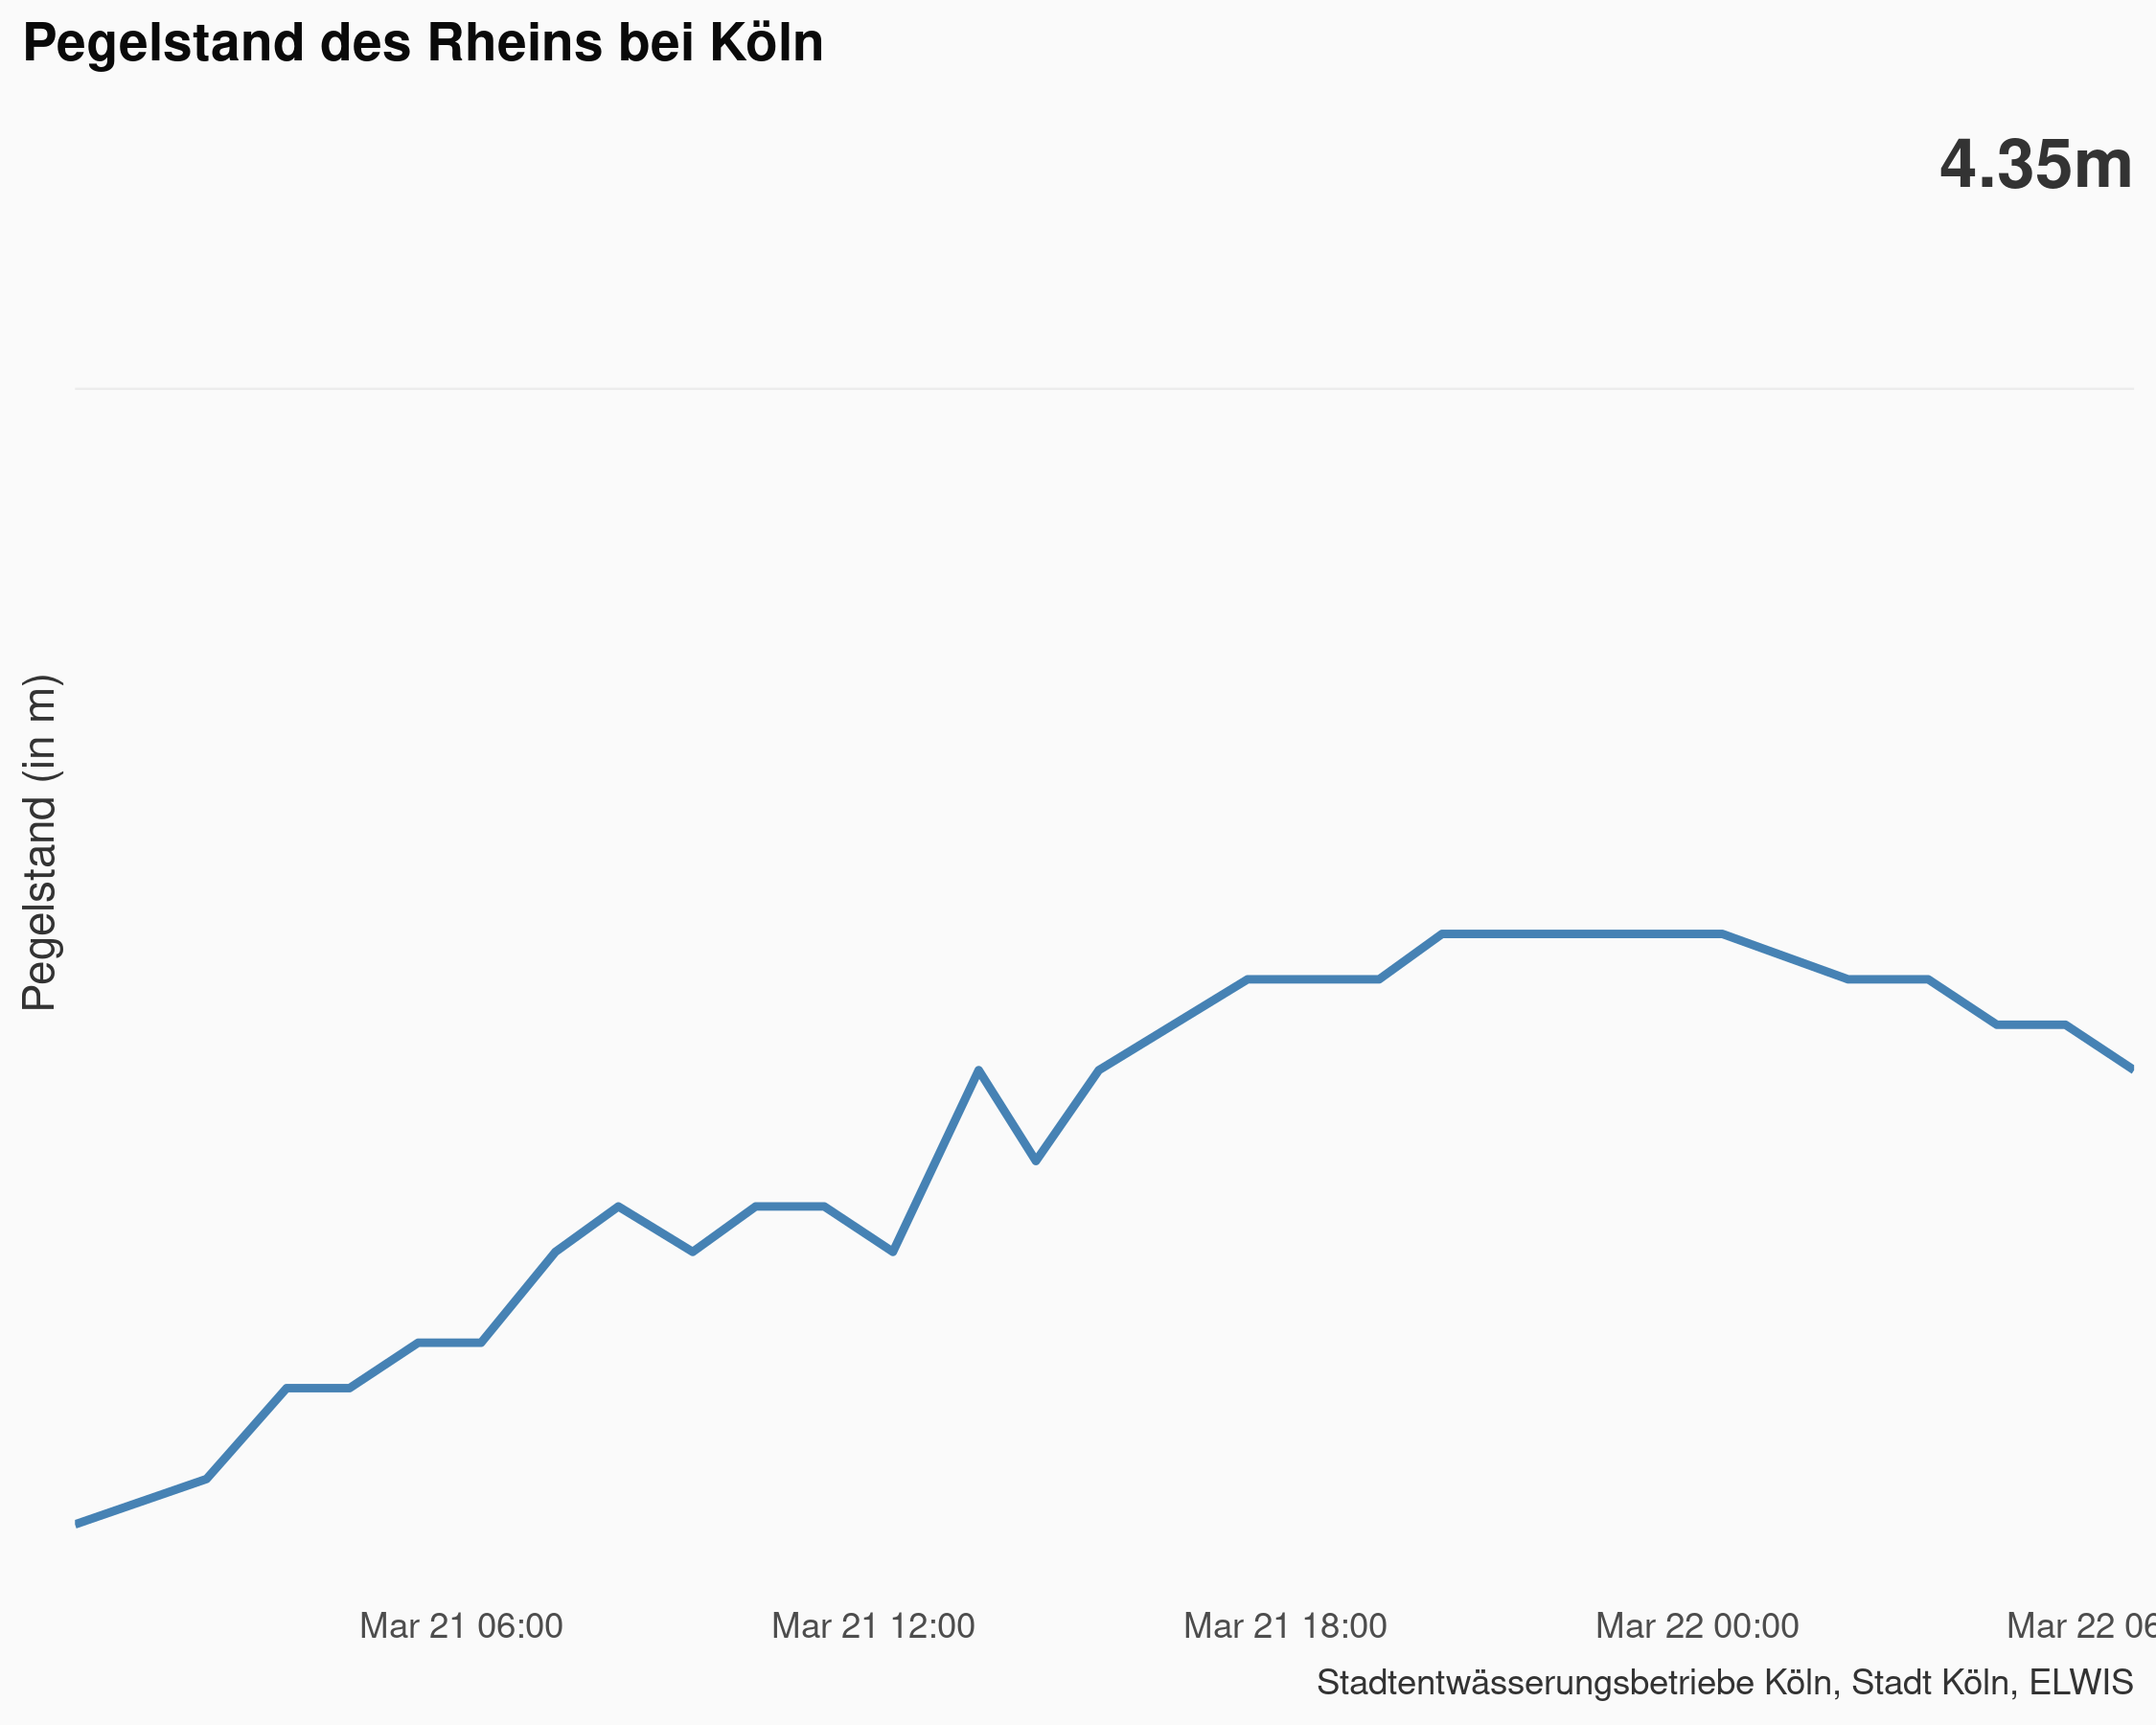 Pegelstand des Rheins bei Köln
4.35m
Pegelstand (in m)
Mar 21 06:00
Mar 21 12:00
Mar 21 18:00
Mar 22 00:00
Mar 22 06
Stadtentwässerungsbetriebe Köln, Stadt Köln, ELWIS